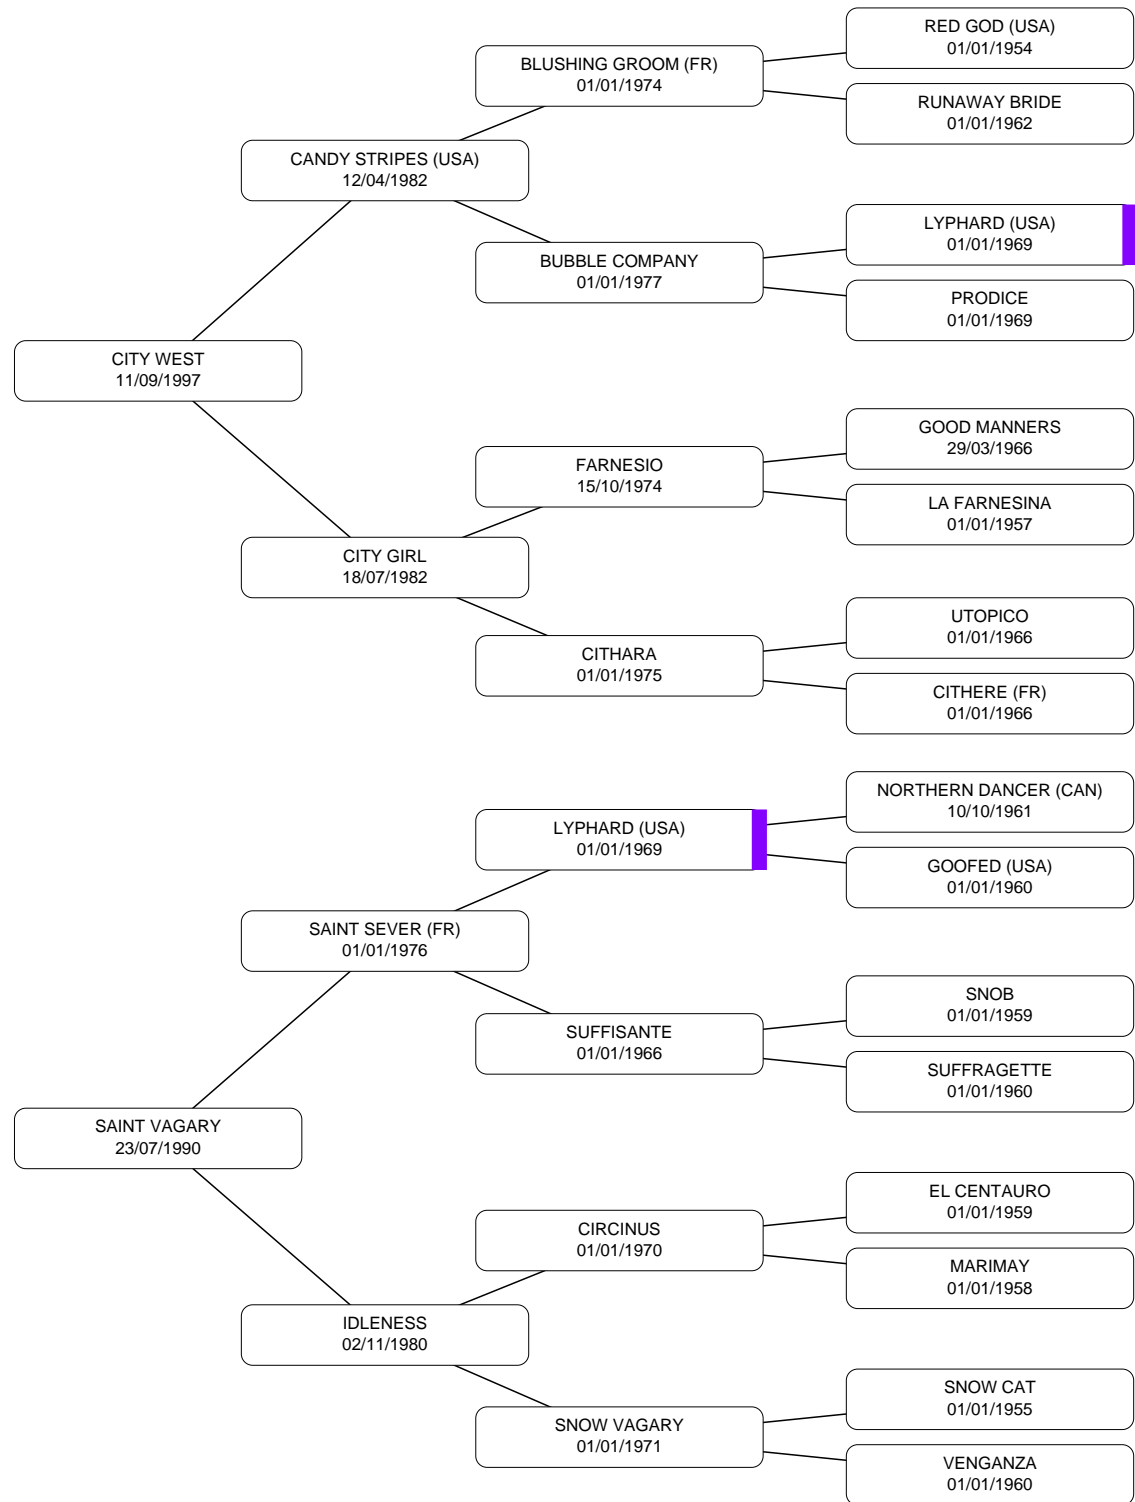 RED GOD (USA)
01/01/1954
BLUSHING GROOM (FR)
01/01/1974
RUNAWAY BRIDE
01/01/1962
CANDY STRIPES (USA)
12/04/1982
LYPHARD (USA)
01/01/1969
BUBBLE COMPANY
01/01/1977
PRODICE
01/01/1969
CITY WEST
11/09/1997
GOOD MANNERS
29/03/1966
FARNESIO
15/10/1974
LA FARNESINA
01/01/1957
CITY GIRL
18/07/1982
UTOPICO
01/01/1966
CITHARA
01/01/1975
CITHERE (FR)
01/01/1966
NORTHERN DANCER (CAN)
10/10/1961
LYPHARD (USA)
01/01/1969
GOOFED (USA)
01/01/1960
SAINT SEVER (FR)
01/01/1976
SNOB
01/01/1959
SUFFISANTE
01/01/1966
SUFFRAGETTE
01/01/1960
SAINT VAGARY
23/07/1990
EL CENTAURO
01/01/1959
CIRCINUS
01/01/1970
MARIMAY
01/01/1958
IDLENESS
02/11/1980
SNOW CAT
01/01/1955
SNOW VAGARY
01/01/1971
VENGANZA
01/01/1960